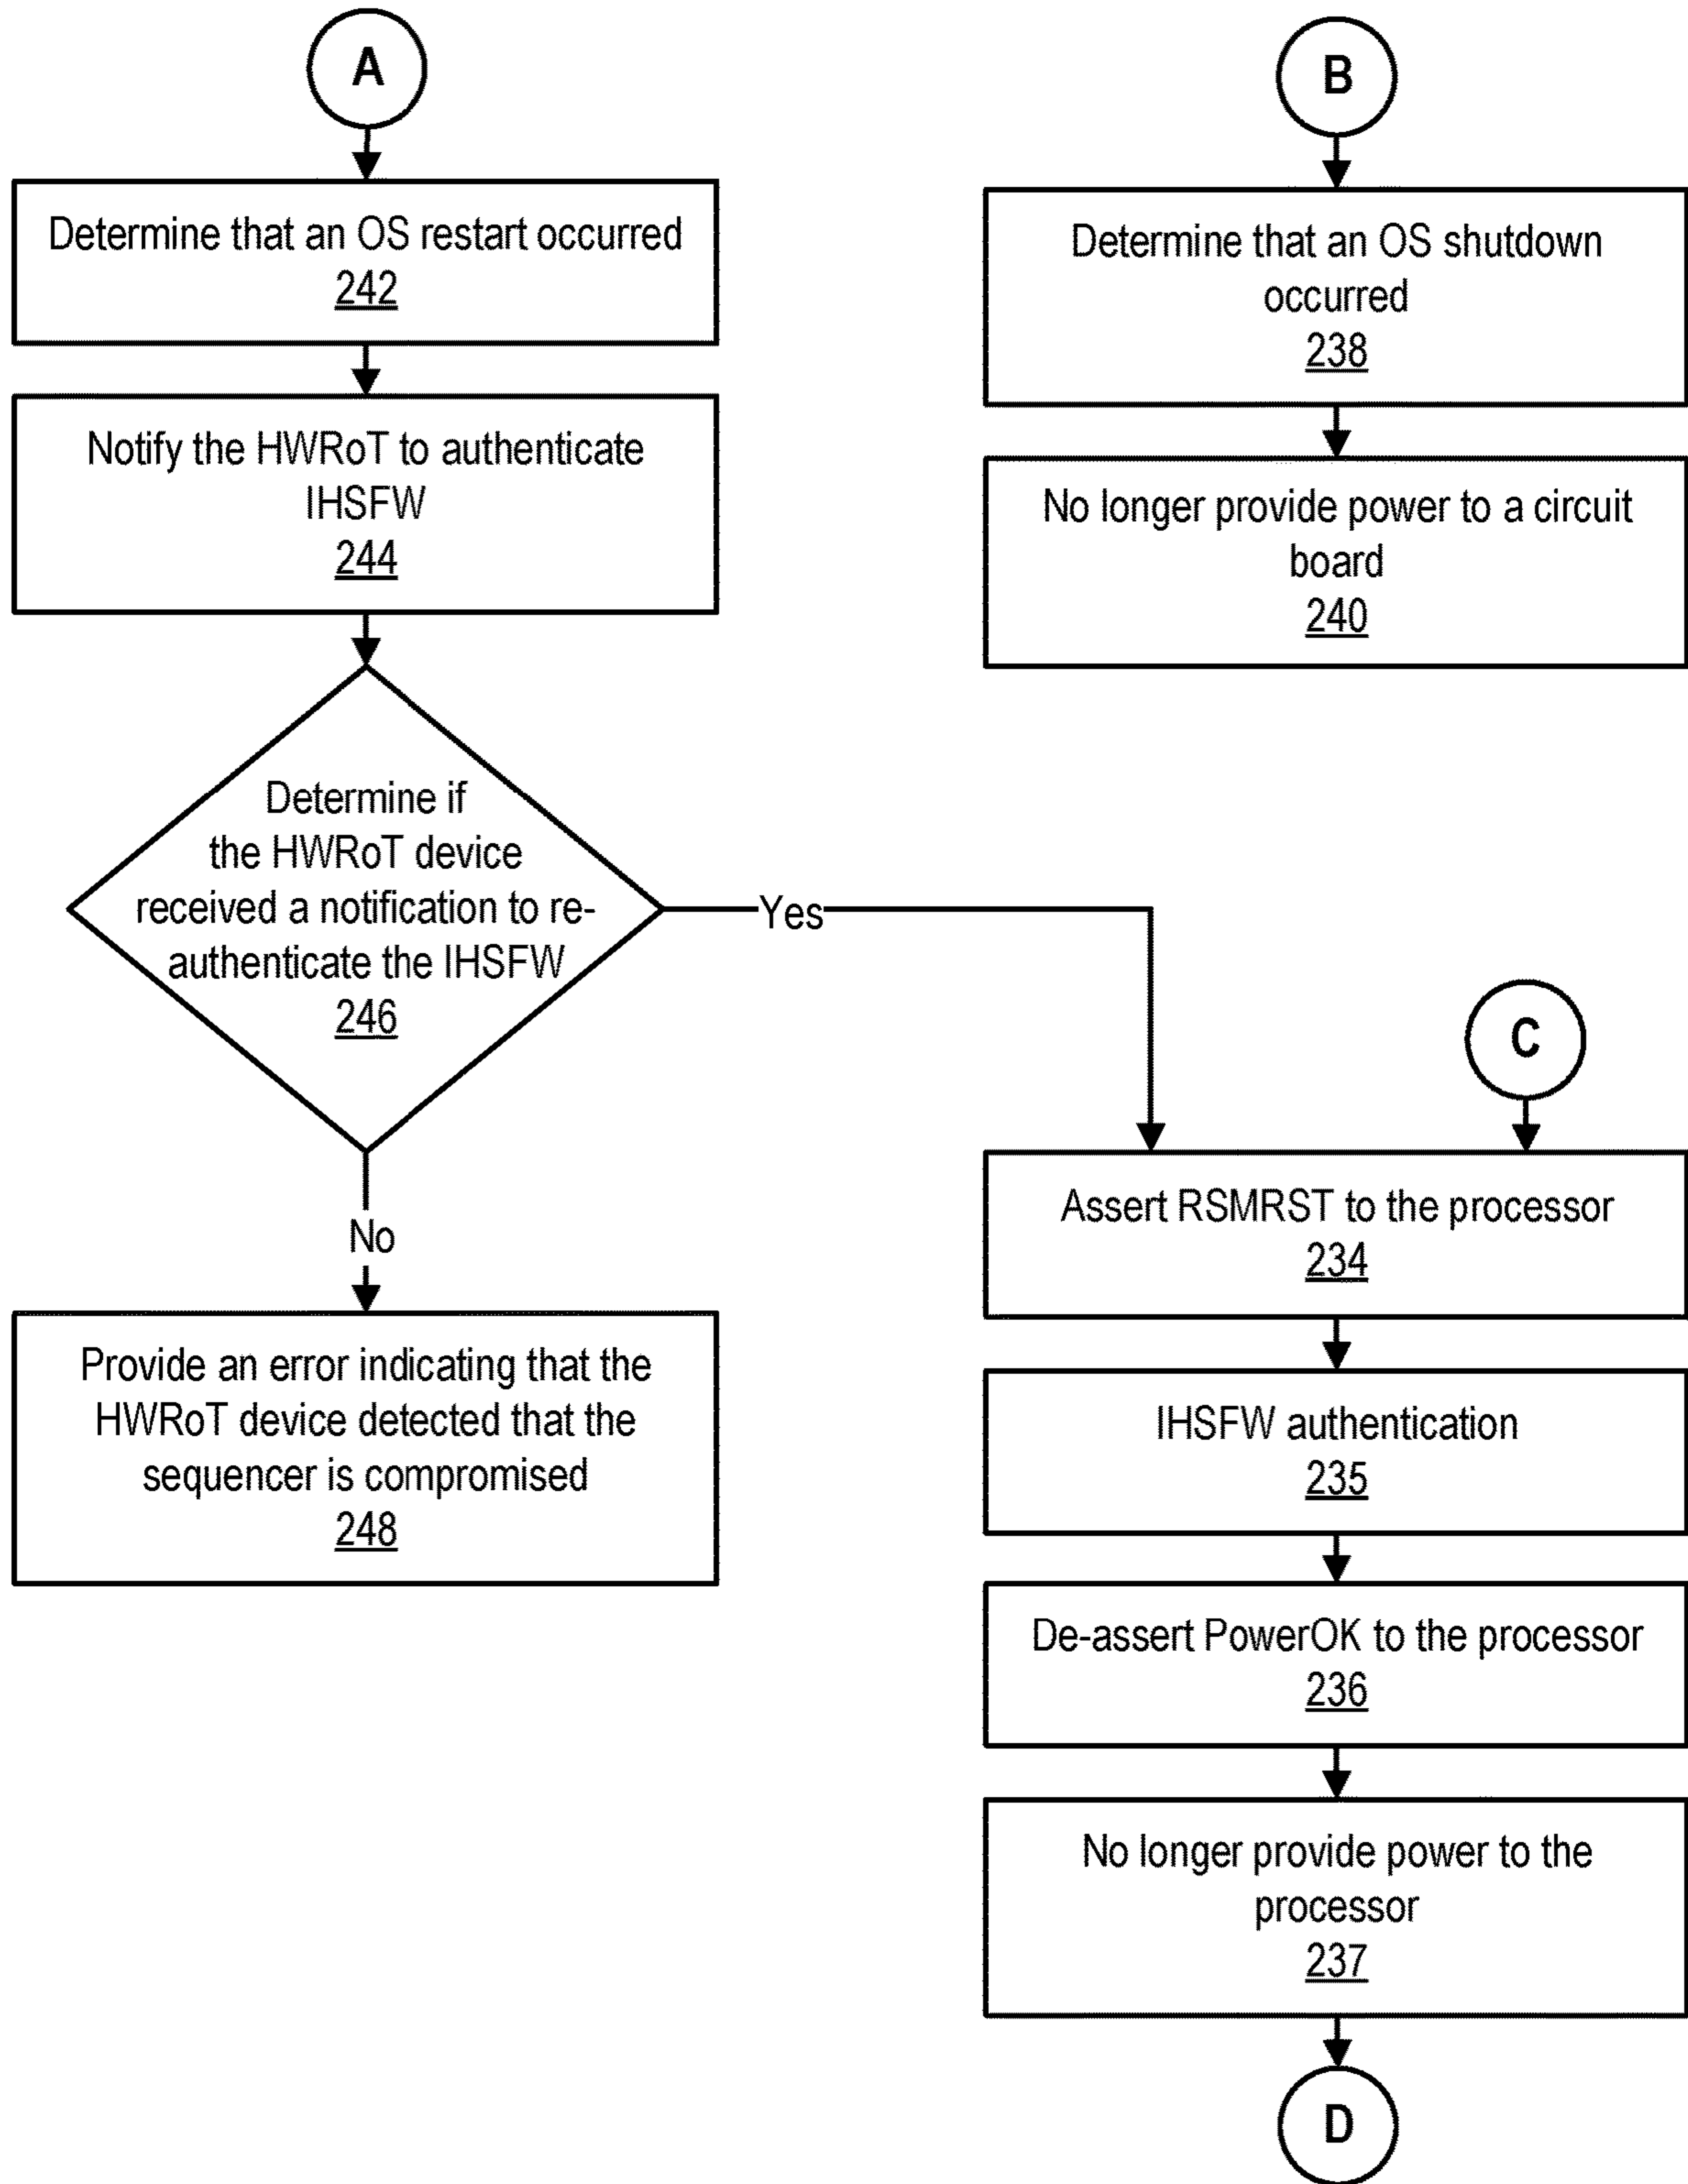 A
Determine that an OS restart occurred
242
Notify the HWRoT to authenticate
IHSFW
244
Determine if
the HWRoT device
received a notification to re-
authenticate the IHSFW
246
Yes
No
Provide an error indicating that the
HWRoT device detected that the
sequencer is compromised
248
B
Determine that an OS shutdown
occurred
238
No longer provide power to a circuit
board
240
C
Assert RSMRST to the processor
234
IHSFW authentication
235
De-assert PowerOK to the processor
236
No longer provide power to the
processor
237
D